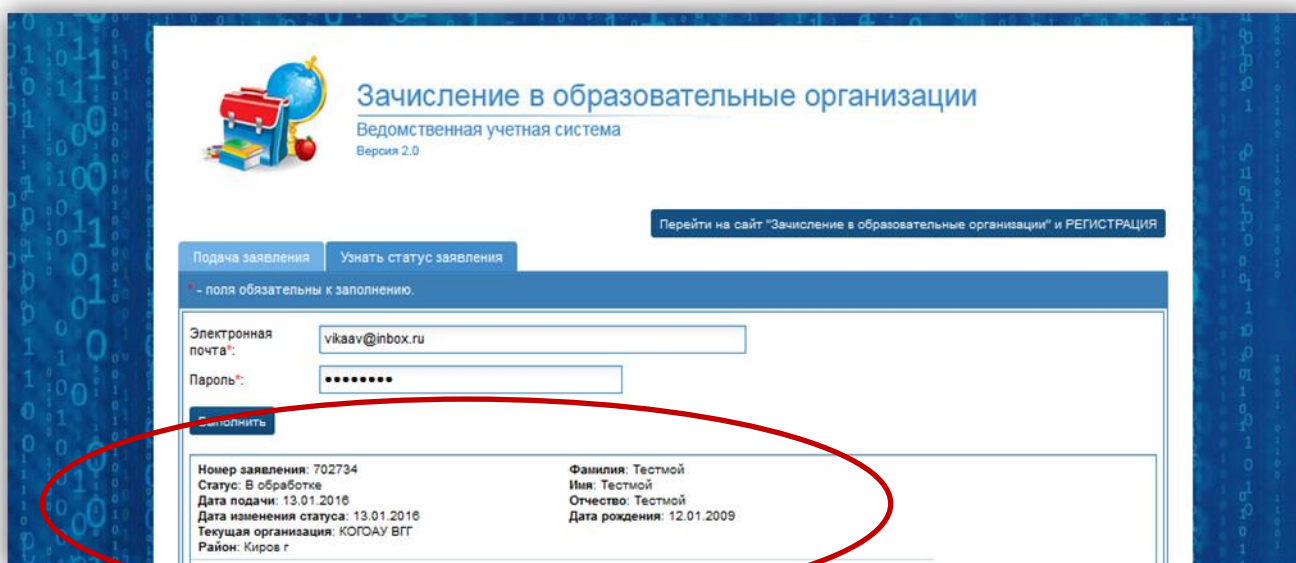 Зачисление в образовательные организации
Ведомственная учетная система
Версия 2.0
Перейти на сайт "Зачисление в образовательные организации" и РЕГИСТРАЦИЯ
Подача заявления
Узнать статус заявления
* - поля обязательны к заполнению.
Электронная
почта*:
vikaav@inbox.ru
Пароль*:
••••••••
Заполнить
Номер заявления: 702734
Статус: В обработке
Дата подачи: 13.01.2016
Дата изменения статуса: 13.01.2016
Текущая организация: КОГОАУ ВГГ
Район: Киров г
Фамилия: Тестмой
Имя: Тестмой
Отчество: Тестмой
Дата рождения: 12.01.2009